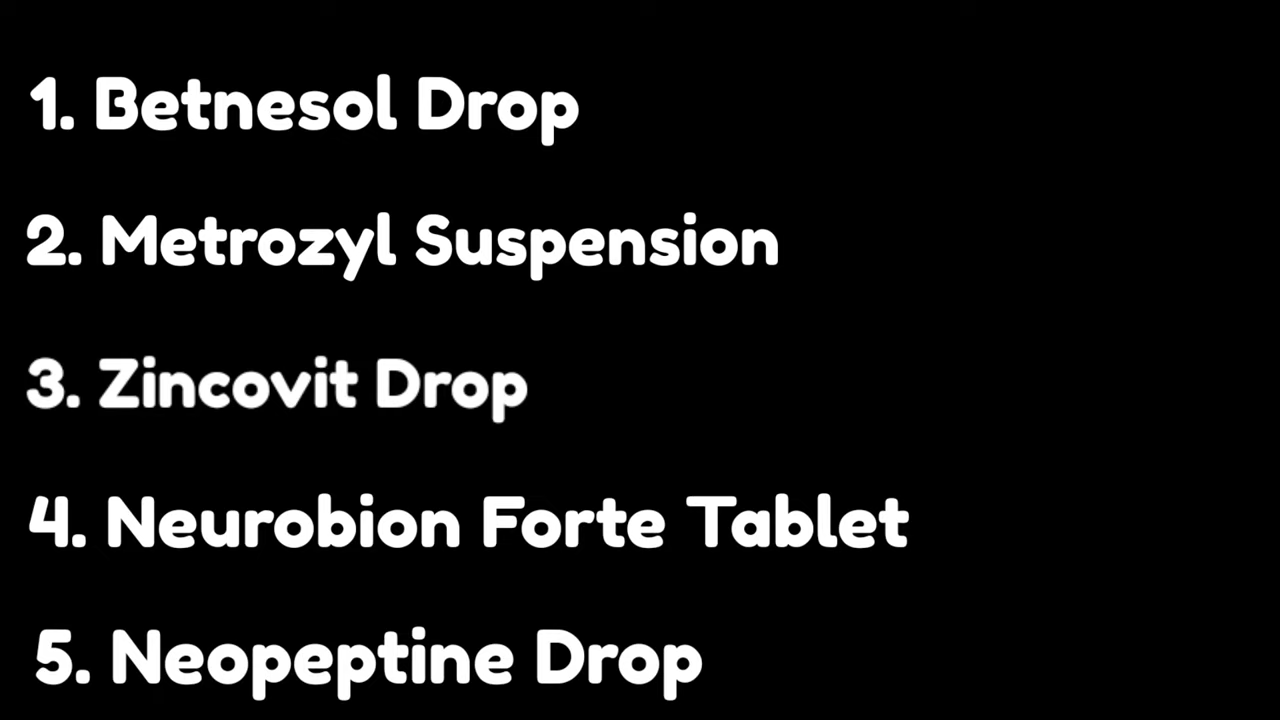 1. Betnesol Drop
2. Metrozyl Suspension
3. Zincovit Drop
4. Neurobion Forte Tablet
5. Neopeptine Drop